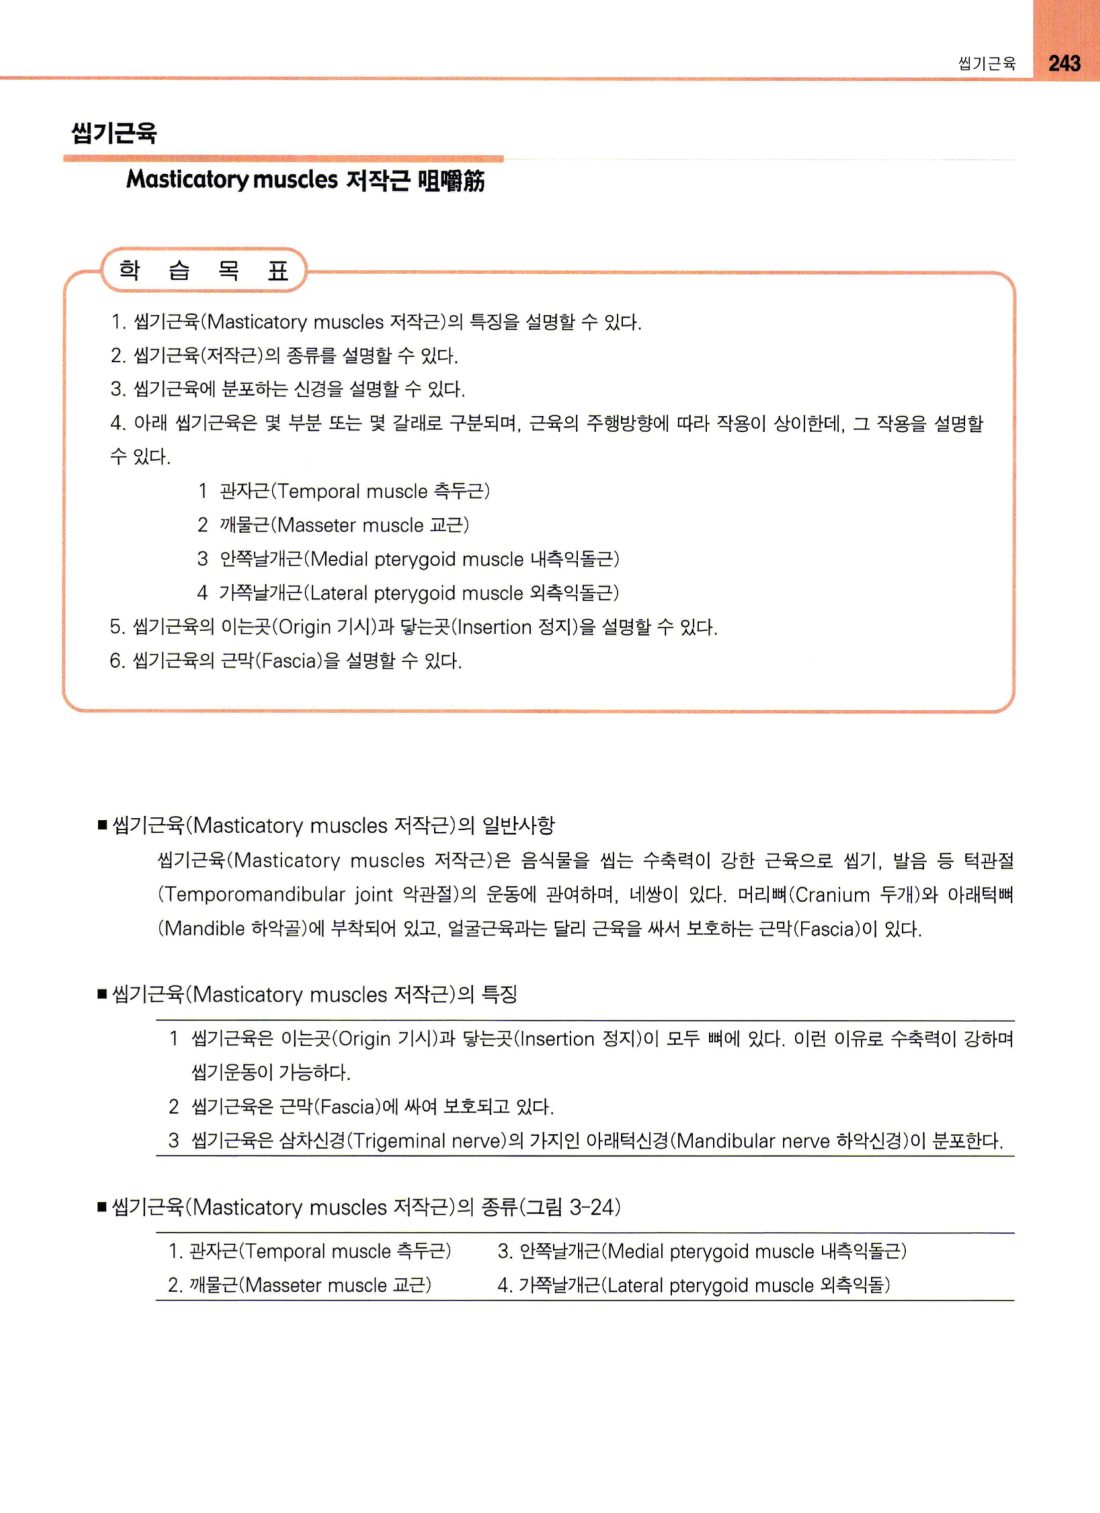 씹기근육 243
씹기근육
Masticatory muscles 저작근 咀嚼筋
학 습 목 표
1. 씹기근육(Masticatory muscles 저작근)의 특징을 설명할 수 있다.
2. 씹기근육(저작근)의 종류를 설명할 수 있다.
3. 씹기근육에 분포하는 신경을 설명할 수 있다.
4. 아래 씹기근육은 몇 부분 또는 몇 갈래로 구분되며, 근육의 주행방향에 따라 작용이 상이한데, 그 작용을 설명할
수 있다.
1 관자근(Temporal muscle 측두근)
2 깨물근(Masseter muscle 교근)
3 안쪽날개근(Medial pterygoid muscle 내측익돌근)
4 가쪽날개근(Lateral pterygoid muscle 외측익돌근)
5. 씹기근육의 이는곳(Origin 기시)과 닿는곳(Insertion 정지)을 설명할 수 있다.
6. 씹기근육의 근막(Fascia)을 설명할 수 있다.
■ 씹기근육(Masticatory muscles 저작근)의 일반사항
씹기근육(Masticatory muscles 저작근)은 음식물을 씹는 수축력이 강한 근육으로 씹기, 발음 등 턱관절
(Temporomandibular joint 악관절)의 운동에 관여하며, 네쌍이 있다. 머리뼈(Cranium 두개)와 아래턱뼈
(Mandible 하악골)에 부착되어 있고, 얼굴근육과는 달리 근육을 싸서 보호하는 근막(Fascia)이 있다.
■ 씹기근육(Masticatory muscles 저작근)의 특징
1 씹기근육은 이는곳(Origin 기시)과 닿는곳(Insertion 정지)이 모두 뼈에 있다. 이런 이유로 수축력이 강하며
씹기운동이 가능하다.
2 씹기근육은 근막(Fascia)에 싸여 보호되고 있다.
3 씹기근육은 삼차신경(Trigeminal nerve)의 가지인 아래턱신경(Mandibular nerve 하악신경)이 분포한다.
■ 씹기근육(Masticatory muscles 저작근)의 종류(그림 3-24)
1. 관자근(Temporal muscle 측두근) 3. 안쪽날개근(Medial pterygoid muscle 내측익돌근)
2. 깨물근(Masseter muscle 교근) 4. 가쪽날개근(Lateral pterygoid muscle 외측익돌)